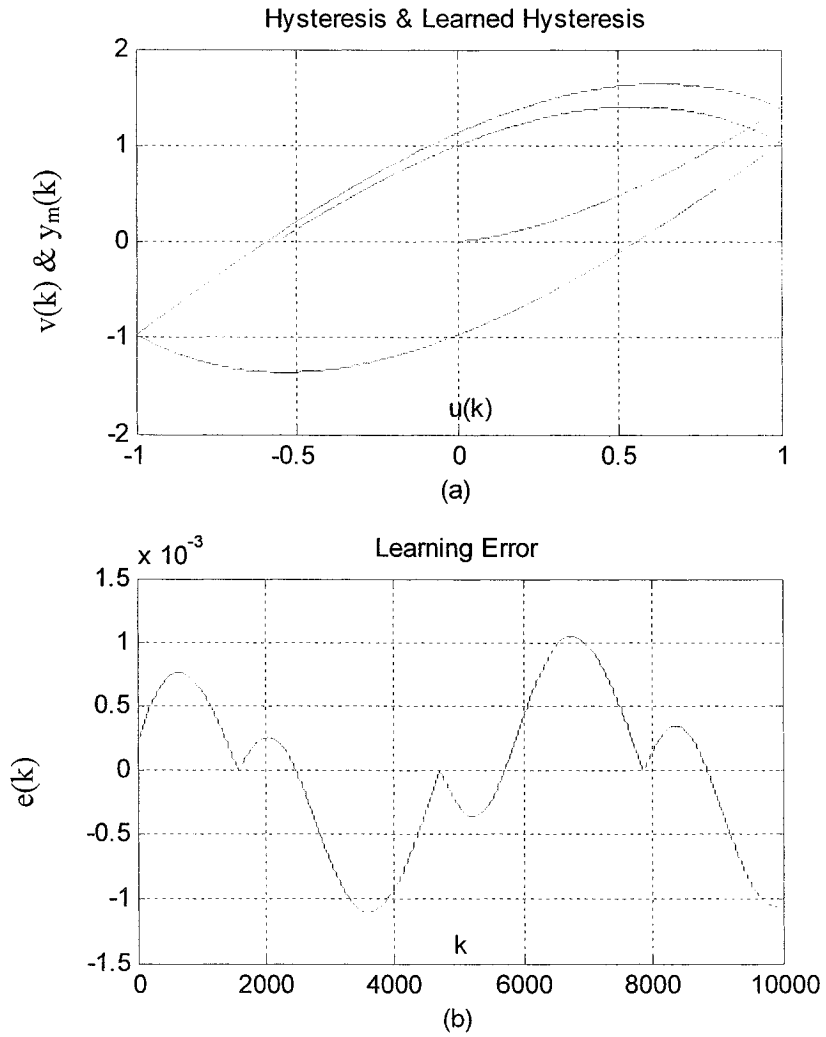 Hysteresis & Learned Hysteresis
v(k) & y_m(k)
2
1
0
-1
-2
u(k)
-1 -0.5 0 0.5 1
(a)
x 10^-3
Learning Error
e(k)
1.5
1
0.5
0
-0.5
-1
-1.5
k
0 2000 4000 6000 8000 10000
(b)